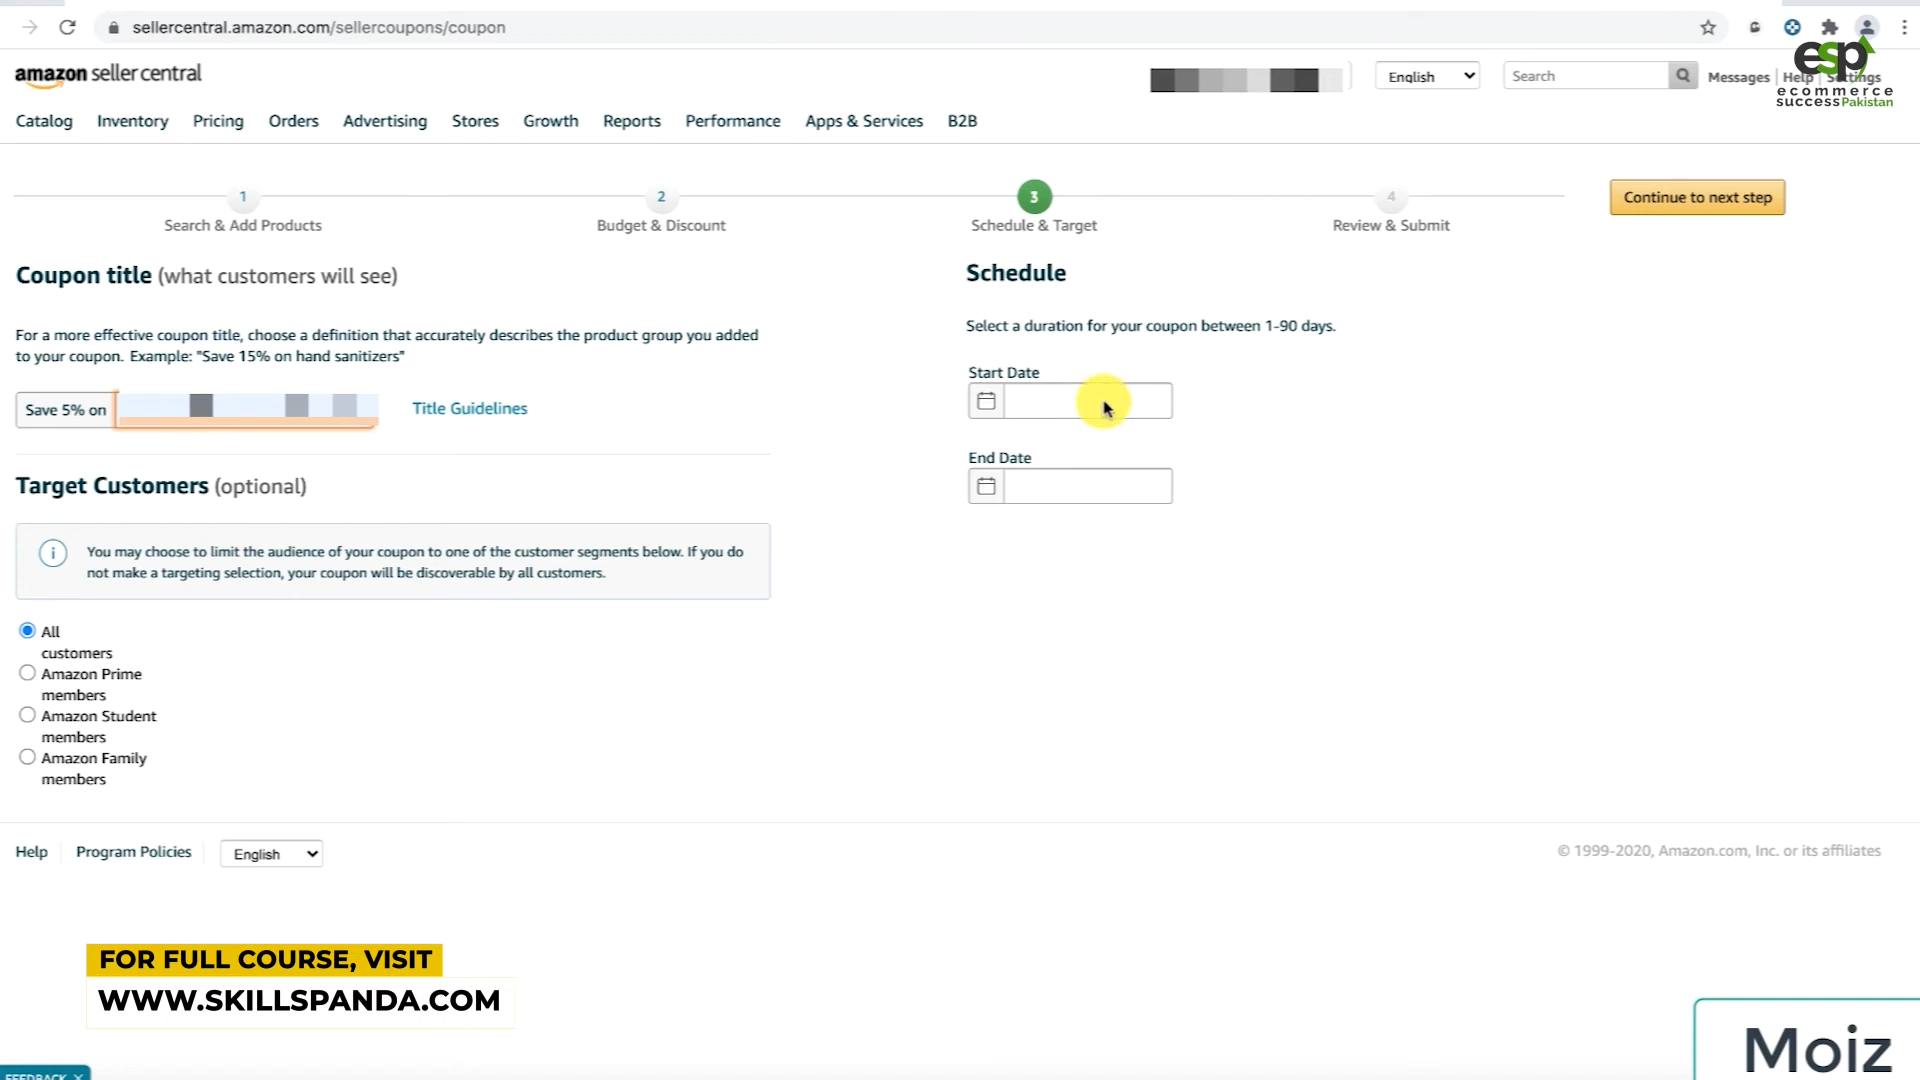 sellercentral.amazon.com/sellercoupons/coupon
amazon seller central
English
Search
Messages | Help | Settings
esp
ecommerce
success Pakistan
Catalog Inventory Pricing Orders Advertising Stores Growth Reports Performance Apps & Services B2B
1
Search & Add Products
2
Budget & Discount
3
Schedule & Target
4
Review & Submit
Continue to next step
Coupon title (what customers will see)
For a more effective coupon title, choose a definition that accurately describes the product group you added
to your coupon. Example: "Save 15% on hand sanitizers"
Save 5% on
Title Guidelines
Target Customers (optional)
You may choose to limit the audience of your coupon to one of the customer segments below. If you do
not make a targeting selection, your coupon will be discoverable by all customers.
All
customers
Amazon Prime
members
Amazon Student
members
Amazon Family
members
Schedule
Select a duration for your coupon between 1-90 days.
Start Date
End Date
Help Program Policies English
© 1999-2020, Amazon.com, Inc. or its affiliates
FOR FULL COURSE, VISIT
WWW.SKILLSPANDA.COM
Moiz
FEEDBACK X